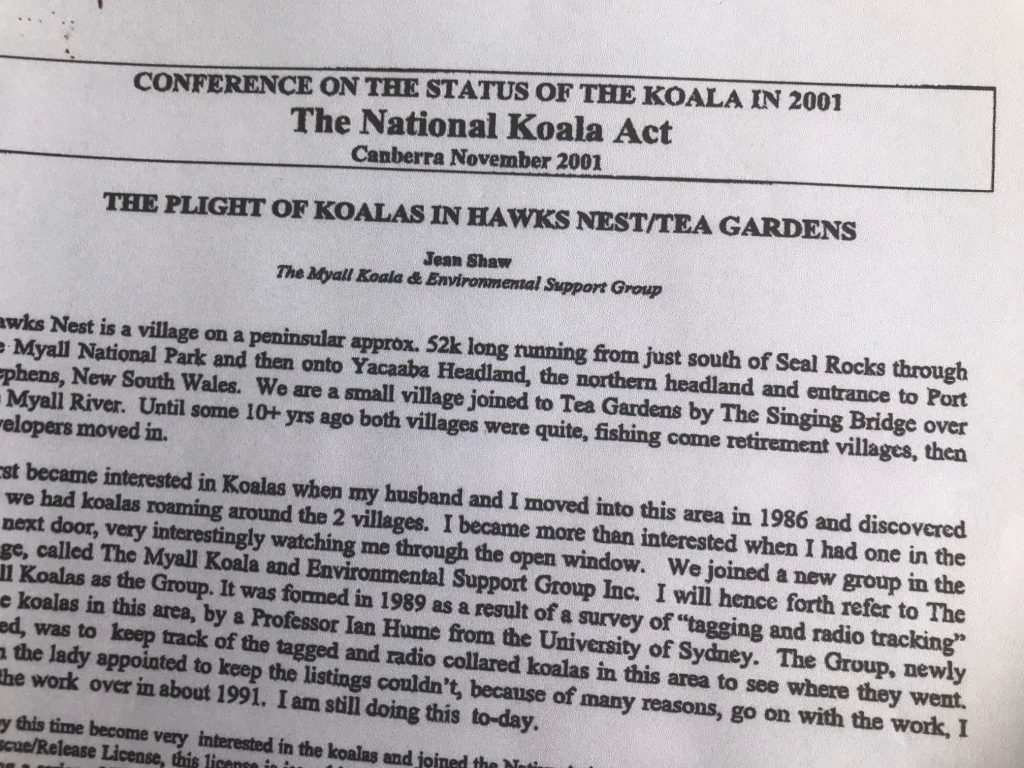 CONFERENCE ON THE STATUS OF THE KOALA IN 2001
The National Koala Act
Canberra November 2001
THE PLIGHT OF KOALAS IN HAWKS NEST/TEA GARDENS
Jean Shaw
The Myall Koala & Environmental Support Group
awks Nest is a village on a peninsular approx. 52k long running from just south of Seal Rocks through
e Myall National Park and then onto Yacaaba Headland, the northern headland and entrance to Port
ephens, New South Wales. We are a small village joined to Tea Gardens by The Singing Bridge over
Myall River. Until some 10+ yrs ago both villages were quite, fishing come retirement villages, then
velopers moved in.
rst became interested in Koalas when my husband and I moved into this area in 1986 and discovered
we had koalas roaming around the 2 villages. I became more than interested when I had one in the
next door, very interestingly watching me through the open window. We joined a new group in the
ge, called The Myall Koala and Environmental Support Group Inc. I will hence forth refer to The
ll Koalas as the Group. It was formed in 1989 as a result of a survey of "tagging and radio tracking"
e koalas in this area, by a Professor Ian Hume from the University of Sydney. The Group, newly
ed, was to keep track of the tagged and radio collared koalas in this area to see where they went.
n the lady appointed to keep the listings couldn't, because of many reasons, go on with the work, I
the work over in about 1991. I am still doing this to-day.
y this time become very interested in the koalas and joined the
scue/Release License, this license is